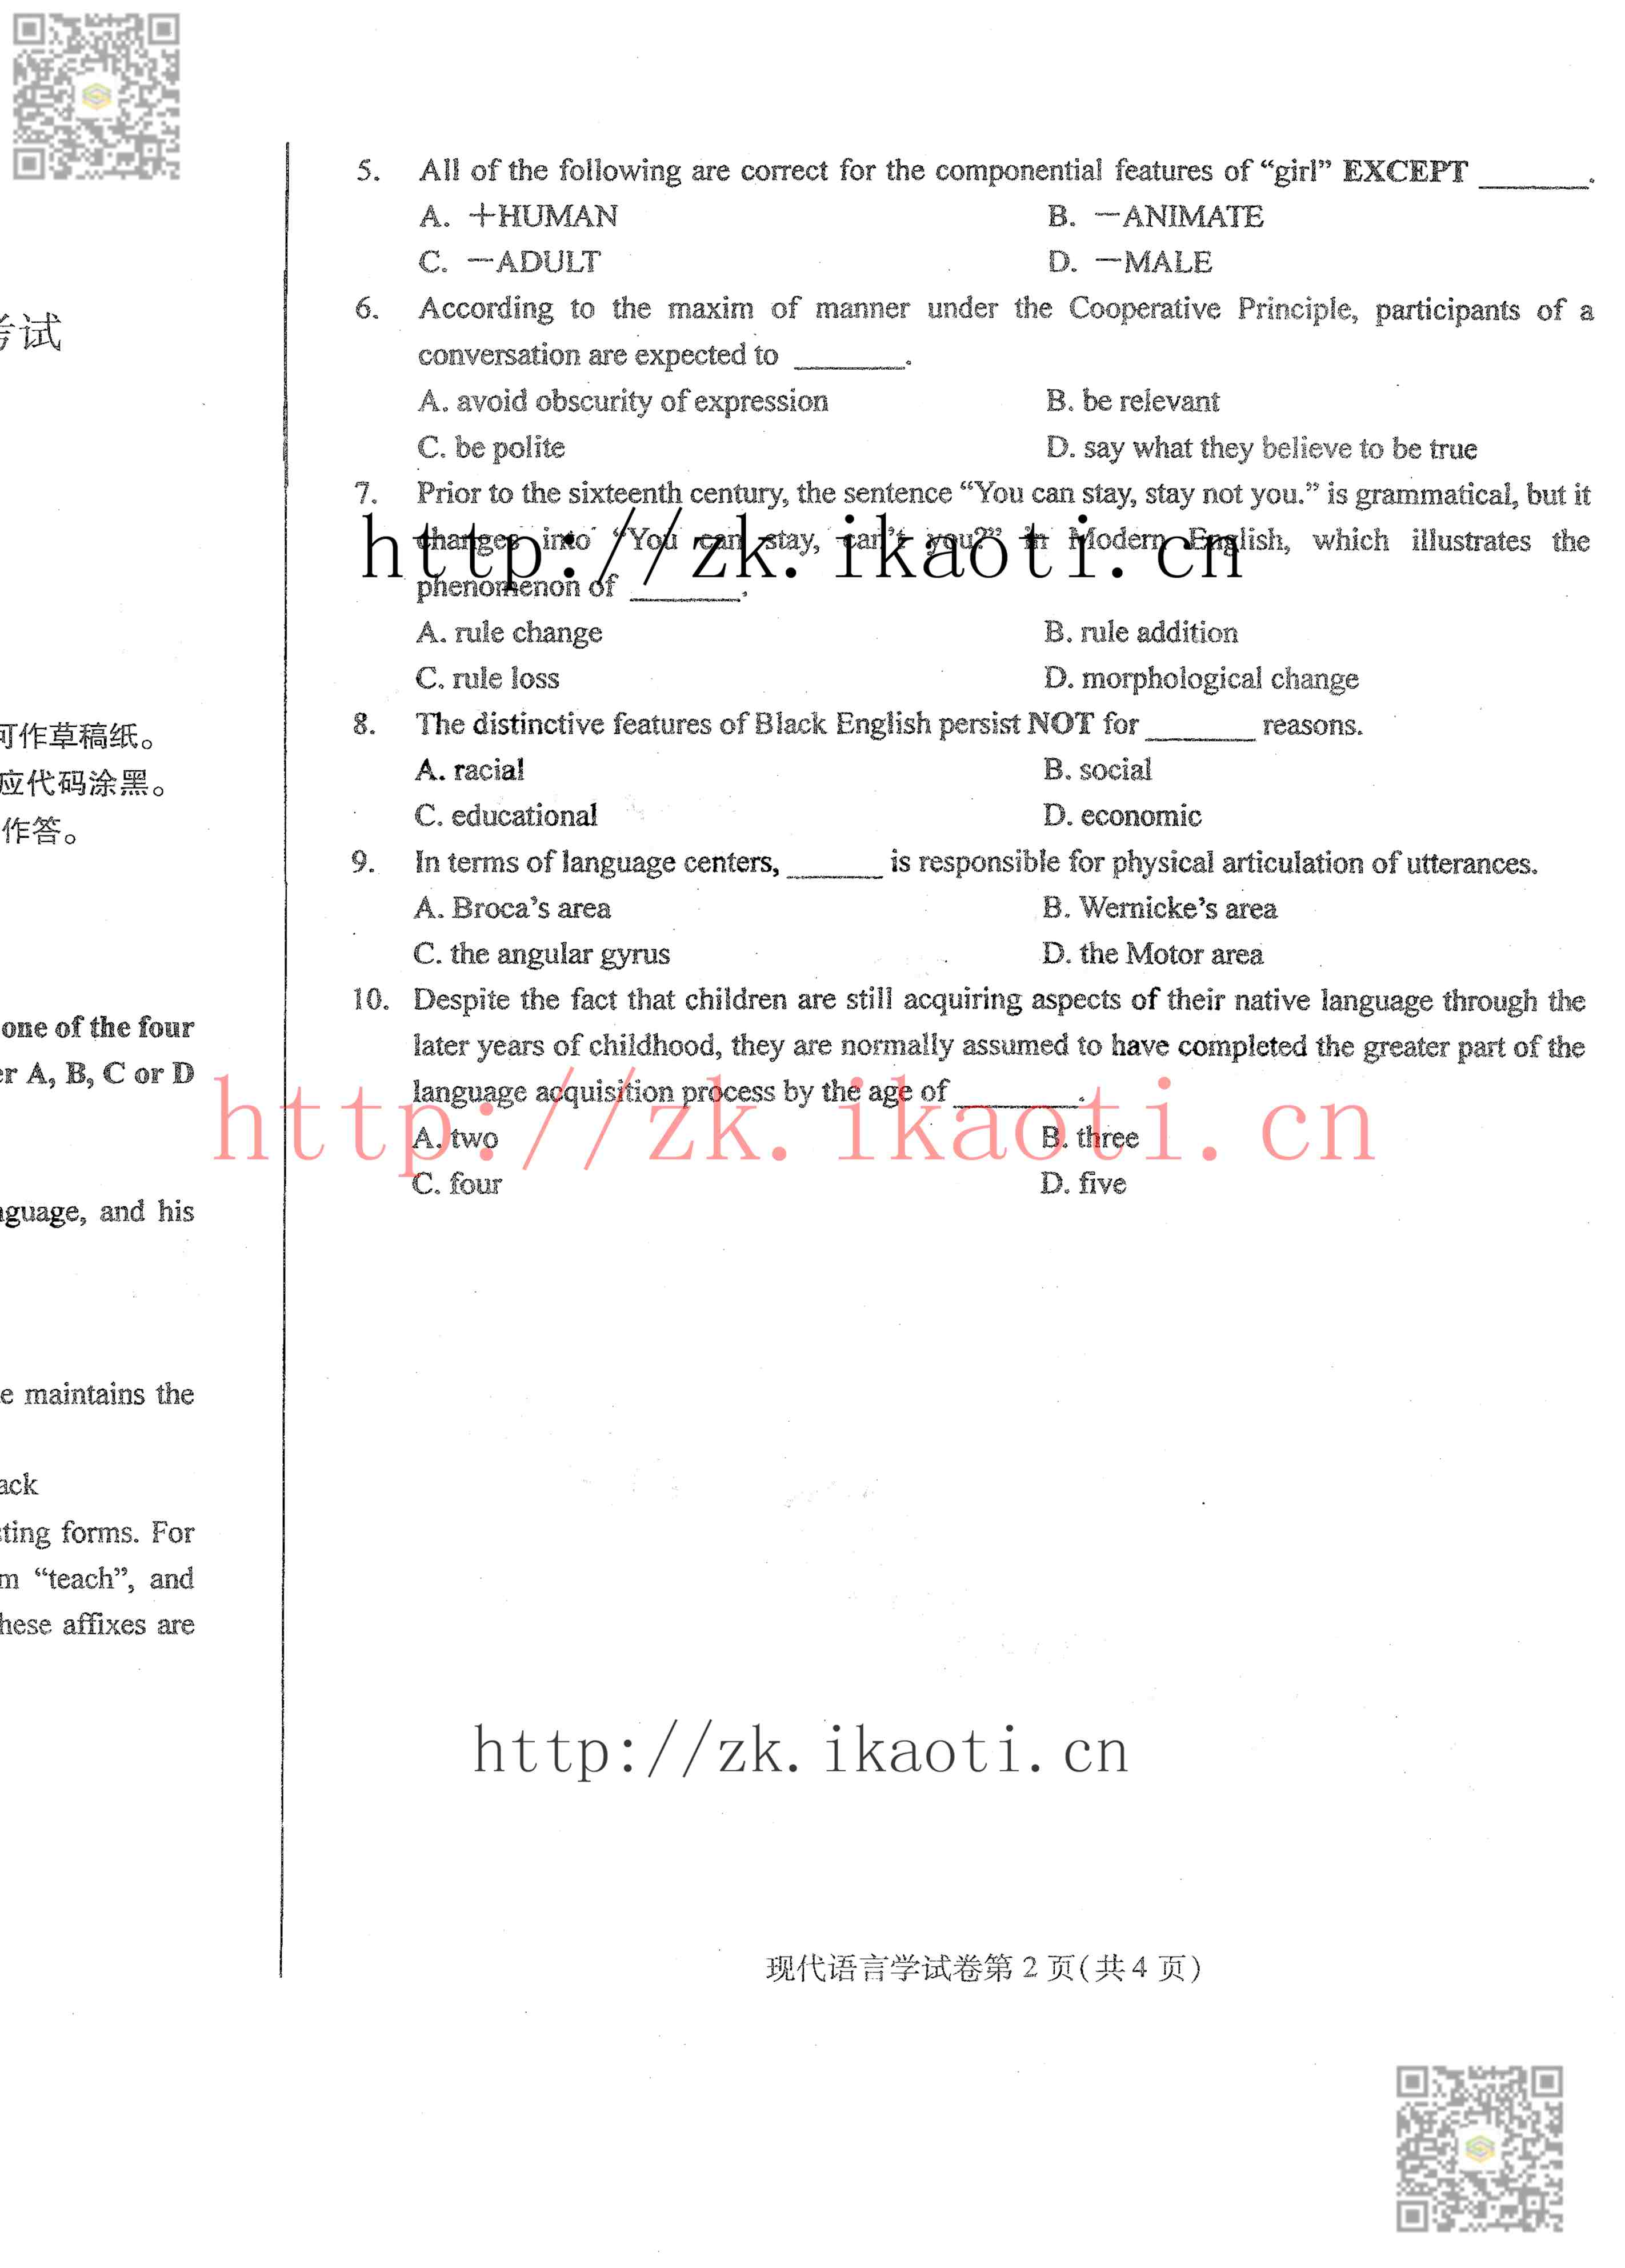 考试
可作草稿纸。
应代码涂黑。
作答。
one of the four
er A, B, C or D
nguage, and his
e maintains the
ack
sting forms. For
m “teach”, and
hese affixes are
5. All of the following are correct for the componential features of “girl” EXCEPT ________.
A. +HUMAN B. —ANIMATE
C. —ADULT D. —MALE
6. According to the maxim of manner under the Cooperative Principle, participants of a
conversation are expected to ________.
A. avoid obscurity of expression B. be relevant
C. be polite D. say what they believe to be true
7. Prior to the sixteenth century, the sentence “You can stay, stay not you.” is grammatical, but it
changes into “You can stay, can’t you?” in Modern English, which illustrates the
http://zk.ikaoti.cn
phenomenon of ________.
A. rule change B. rule addition
C. rule loss D. morphological change
8. The distinctive features of Black English persist NOT for ________ reasons.
A. racial B. social
C. educational D. economic
9. In terms of language centers, _______ is responsible for physical articulation of utterances.
A. Broca’s area B. Wernicke’s area
C. the angular gyrus D. the Motor area
10. Despite the fact that children are still acquiring aspects of their native language through the
later years of childhood, they are normally assumed to have completed the greater part of the
language acquisition process by the age of _________.
http://zk.ikaoti.cn
A. two B. three
C. four D. five
http://zk.ikaoti.cn
现代语言学试卷第 2 页(共 4 页)